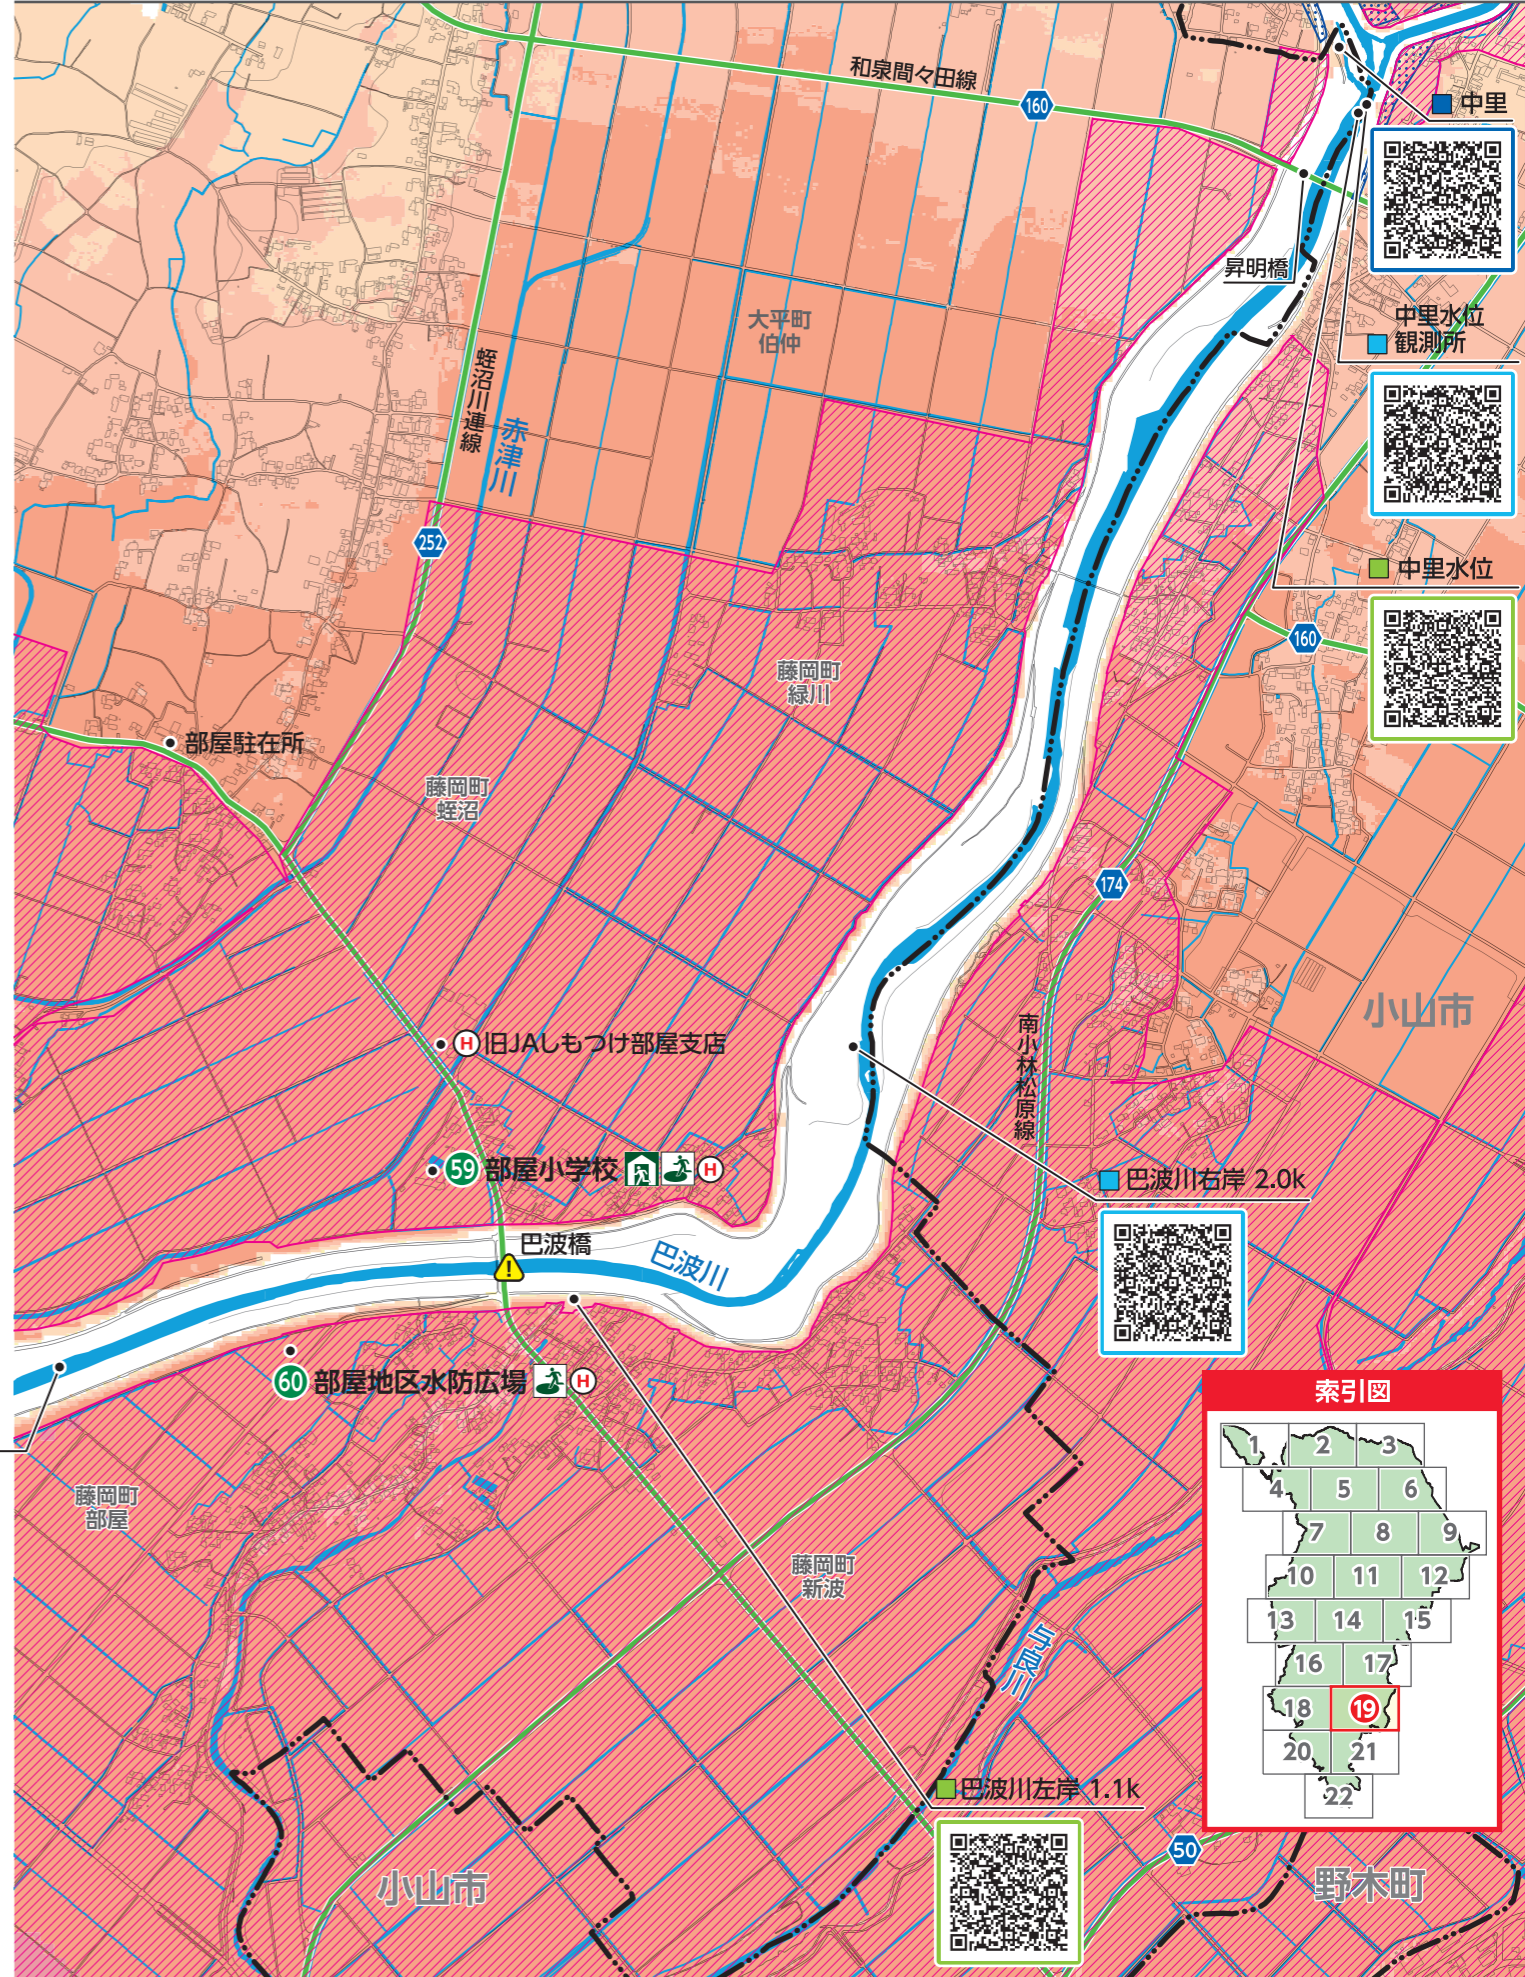 和泉間々田線
160
中里
昇明橋
中里水位
観測所
大平町
伯仲
蛭沼川連線
赤津川
252
中里水位
160
藤岡町
緑川
部屋駐在所
藤岡町
蛭沼
174
小山市
南小林松原線
H 旧JAしもつけ部屋支店
59 部屋小学校 H
巴波川右岸 2.0k
巴波橋
!
巴波川
60 部屋地区水防広場 H
索引図
1 2 3
4 5 6
7 8 9
10 11 12
13 14 15
16 17
18 19
20 21
22
藤岡町
部屋
藤岡町
新波
与良川
巴波川左岸 1.1k
50
小山市
野木町